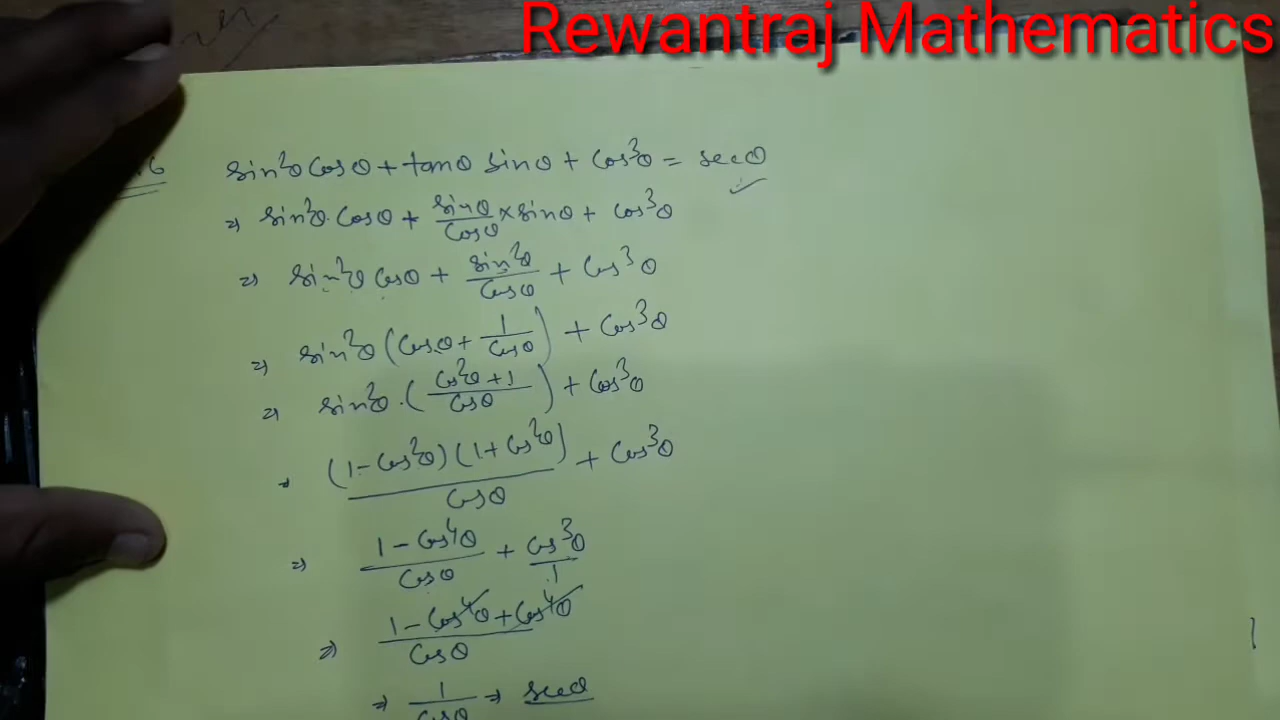 Rewantraj Mathematics
6 sin²θ cosθ + tanθ sinθ + cos³θ = secθ
⇒ sin²θ. cosθ + sinθ/cosθ × sinθ + cos³θ
⇒ sin²θ cosθ + sin²θ/cosθ + cos³θ
⇒ sin²θ (cosθ + 1/cosθ) + cos³θ
⇒ sin²θ . (cos²θ + 1/cosθ) + cos³θ
⇒ (1 - cos²θ) (1 + cos²θ)/cosθ + cos³θ
⇒ 1 - cos⁴θ/cosθ + cos³θ/1
⇒ 1 - cos⁴θ + cos⁴θ/cosθ
⇒ 1/cosθ ⇒ secθ